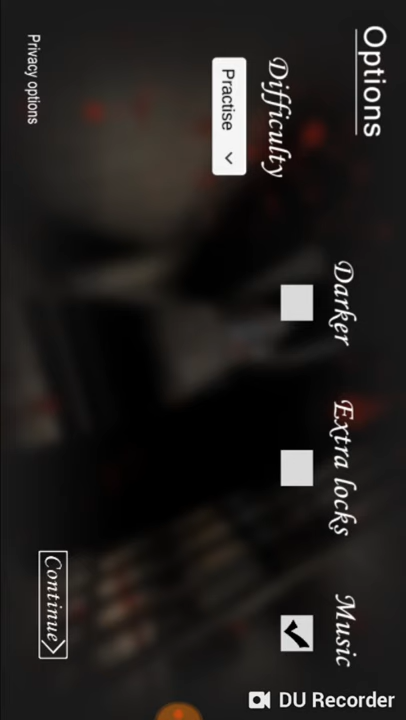 Options
Difficulty
Practise
Darker
Extra locks
Music
Privacy options
Continue
DU Recorder